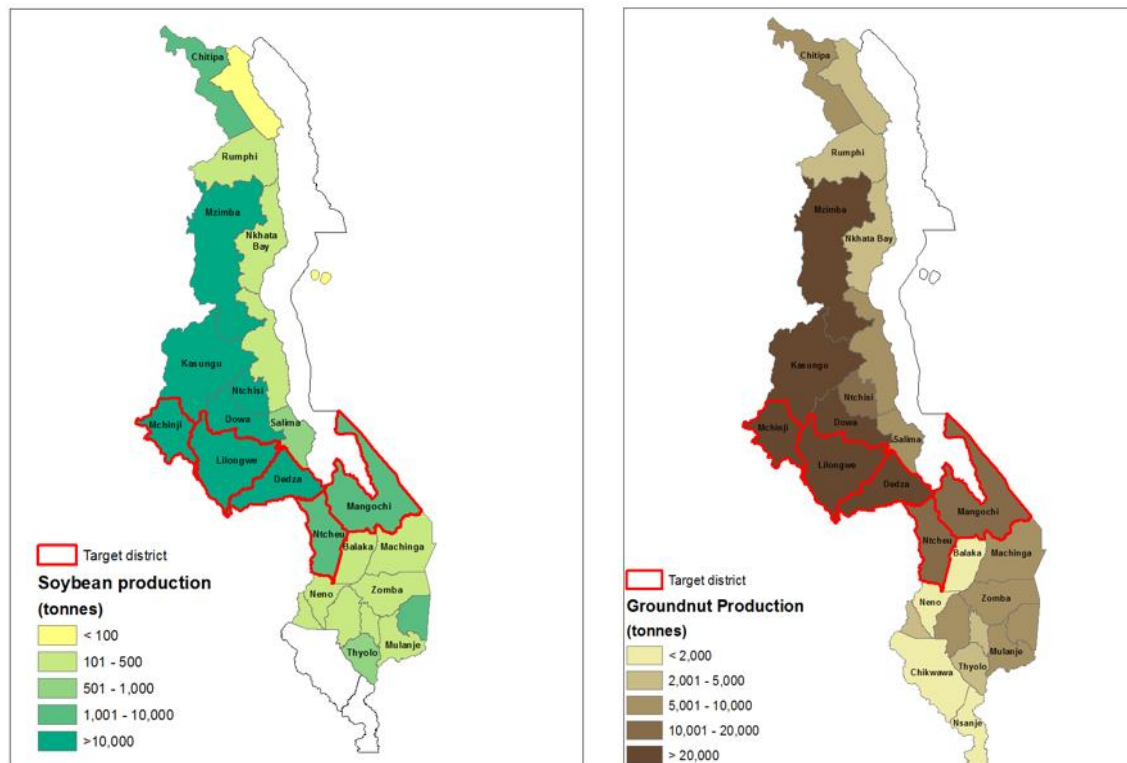 Chitipa
Rumphi
Mzimba
Nkhata
Bay
Kasungu
Ntchisi
Dowa
Salima
Mchinji
Lilongwe
Dedza
Mangochi
Ntcheu
Balaka
Machinga
Neno
Zomba
Mulanje
Thyolo
Target district
Soybean production
(tonnes)
< 100
101 - 500
501 - 1,000
1,001 - 10,000
>10,000
Chitipa
Rumphi
Mzimba
Nkhata Bay
Kasungu
Ntchisi
Dowa
Salima
Mchinji
Lilongwe
Dedza
Mangochi
Ntcheu
Balaka
Machinga
Neno
Zomba
Mulanje
Thyolo
Chikwawa
Nsanje
Target district
Groundnut Production
(tonnes)
< 2,000
2,001 - 5,000
5,001 - 10,000
10,001 - 20,000
> 20,000